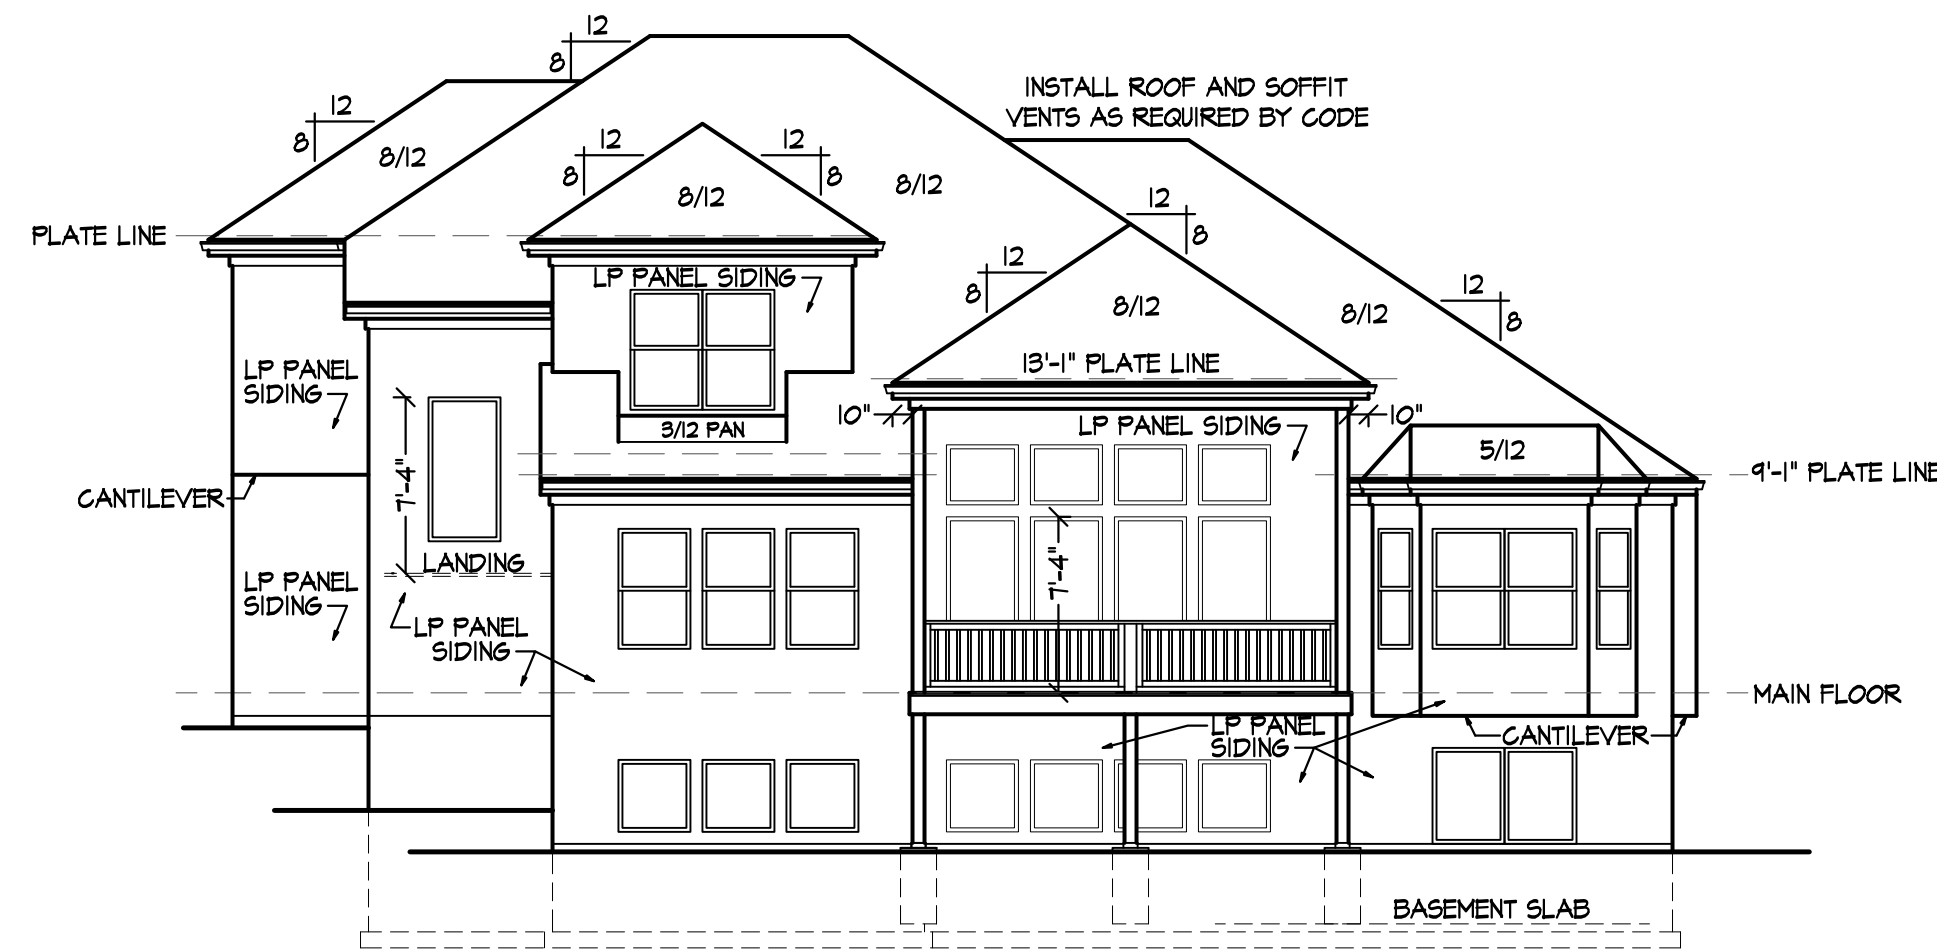 12
8
12
8
8/12
INSTALL ROOF AND SOFFIT
VENTS AS REQUIRED BY CODE
12
8
12
8
8/12
8/12
12
8
PLATE LINE
12
8
8/12
LP PANEL SIDING
12
8
8/12
13'-1" PLATE LINE
LP PANEL
SIDING
10"
10"
LP PANEL SIDING
3/12 PAN
5/12
9'-1" PLATE LINE
CANTILEVER
7'-4"
LANDING
7'-4"
LP PANEL
SIDING
LP PANEL
SIDING
MAIN FLOOR
LP PANEL
SIDING
CANTILEVER
BASEMENT SLAB